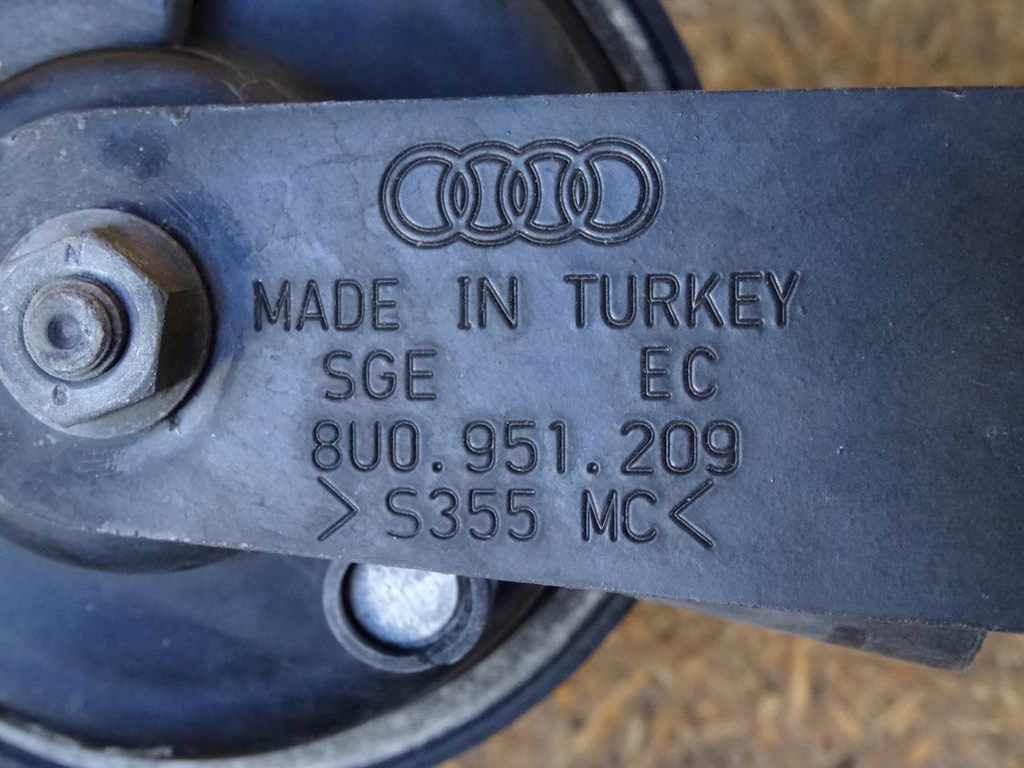 MADE IN TURKEY
SGE EC
8U0.951.209
>S355 MC<